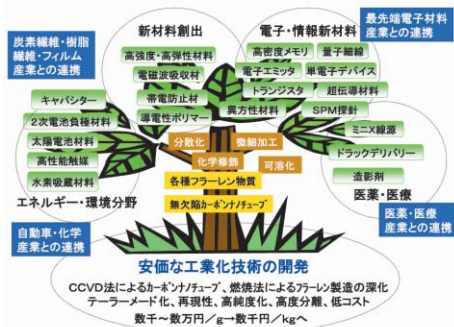 新材料創出
電子・情報新材料
最先端電子材料
産業との連携
炭素繊維・樹脂
繊維・フィルム
産業との連携
高強度・高弾性材料
電磁波吸収材
帯電防止材
導電性ポリマー
高密度メモリ
量子細線
電子エミッタ
単電子デバイス
トランジスタ
超伝導材料
異方性材料
SPM探針
キャパシター
2次電池負極材料
太陽電池材料
高性能触媒
水素吸蔵材料
エネルギー・環境分野
ミニX線源
ドラックデリバリー
造影剤
医薬・医療
分散化
微細加工
化学修飾
可溶化
各種フラーレン物質
無欠陥カーボンナノチューブ
自動車・化学
産業との連携
医薬・医療
産業との連携
安価な工業化技術の開発
CCVD法によるカーボンナノチューブ、燃焼法によるフラーレン製造の深化
テーラーメード化、再現性、高純度化、高度分離、低コスト
数千～数万円/g→数千円/kgへ